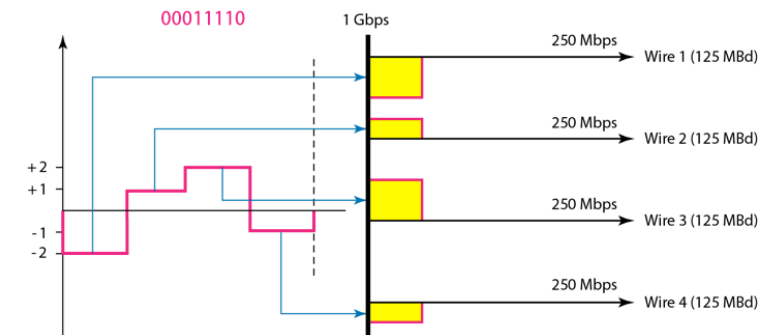 00011110
1 Gbps
250 Mbps
Wire 1 (125 MBd)
250 Mbps
Wire 2 (125 MBd)
+2
+1
250 Mbps
Wire 3 (125 MBd)
-1
-2
250 Mbps
Wire 4 (125 MBd)